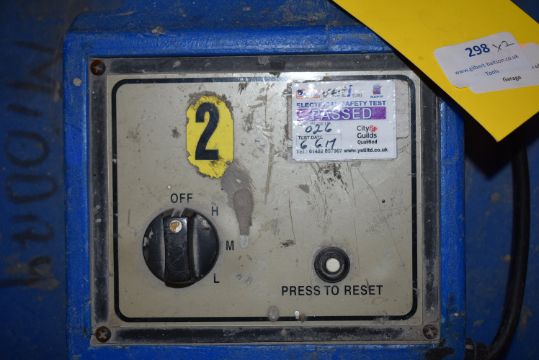 298 x2
www.gilbert-baitson.co.uk
Tools
Garage
2
ELECTRICAL SAFETY TEST
PASSED
026
City&
Guilds
Qualified
TEST DATE
6 6 17
OFF
H
M
L
PRESS TO RESET